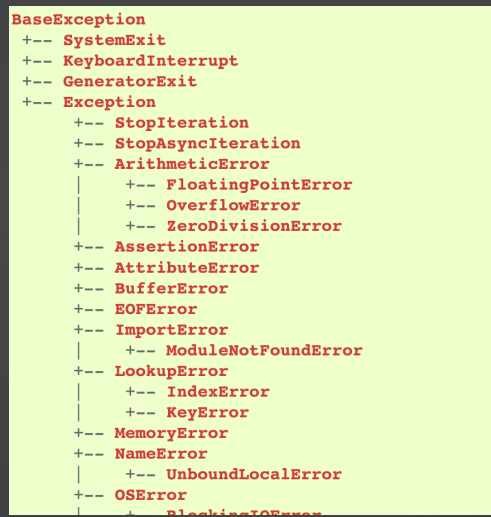 BaseException
 +-- SystemExit
 +-- KeyboardInterrupt
 +-- GeneratorExit
 +-- Exception
      +-- StopIteration
      +-- StopAsyncIteration
      +-- ArithmeticError
      |    +-- FloatingPointError
      |    +-- OverflowError
      |    +-- ZeroDivisionError
      +-- AssertionError
      +-- AttributeError
      +-- BufferError
      +-- EOFError
      +-- ImportError
      |    +-- ModuleNotFoundError
      +-- LookupError
      |    +-- IndexError
      |    +-- KeyError
      +-- MemoryError
      +-- NameError
      |    +-- UnboundLocalError
      +-- OSError
      |    +-- BlockingIOError